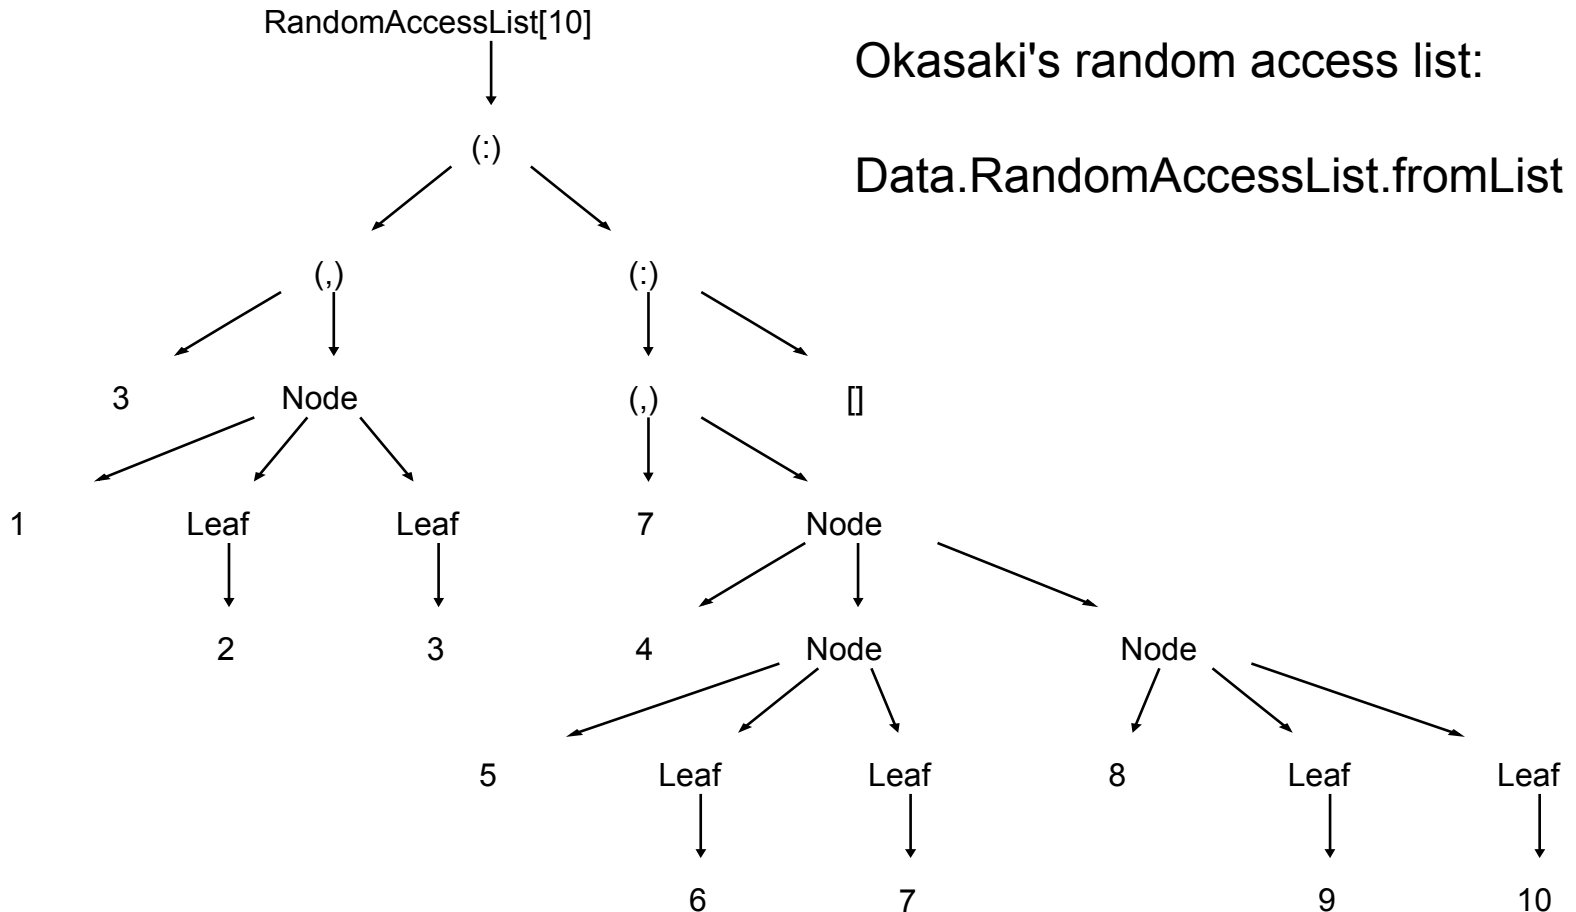 RandomAccessList[10]
Okasaki's random access list:
(:)
Data.RandomAccessList.fromList
(,) (:)
3 Node (,) []
1 Leaf Leaf 7 Node
2 3 4 Node Node
5 Leaf Leaf 8 Leaf Leaf
6 7 9 10